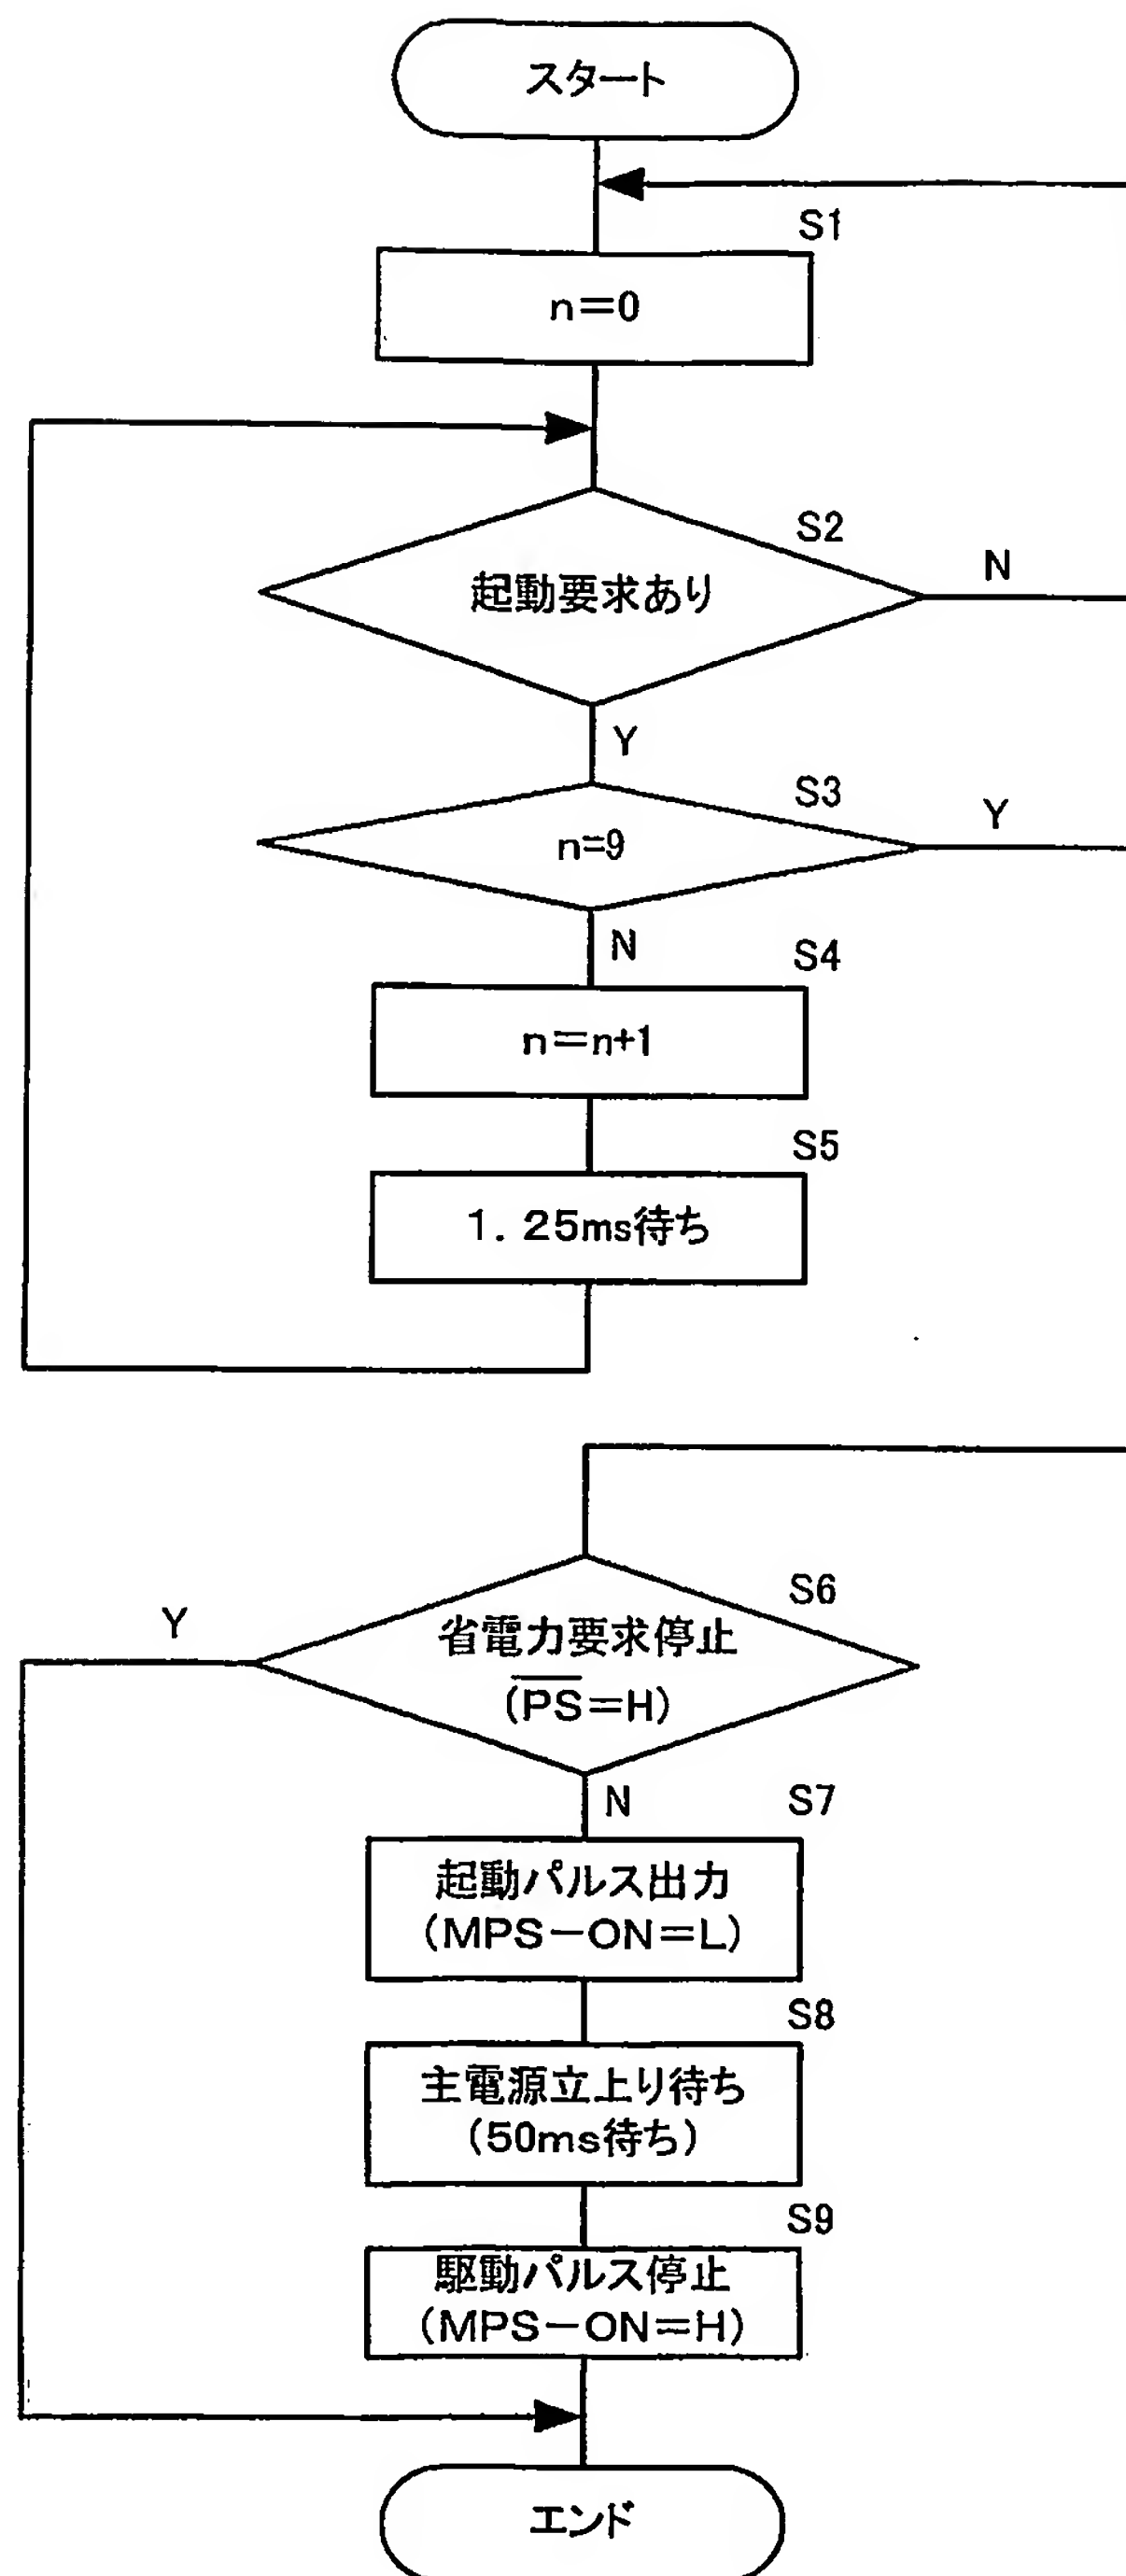 スタート
S1
n=0
S2
起動要求あり
N
Y
S3
n=9
Y
N
S4
n=n+1
S5
1. 25ms待ち
S6
Y
省電力要求停止
(P̅S̅=H)
N
S7
起動パルス出力
(MPS-ON=L)
S8
主電源立上り待ち
(50ms待ち)
S9
駆動パルス停止
(MPS-ON=H)
エンド